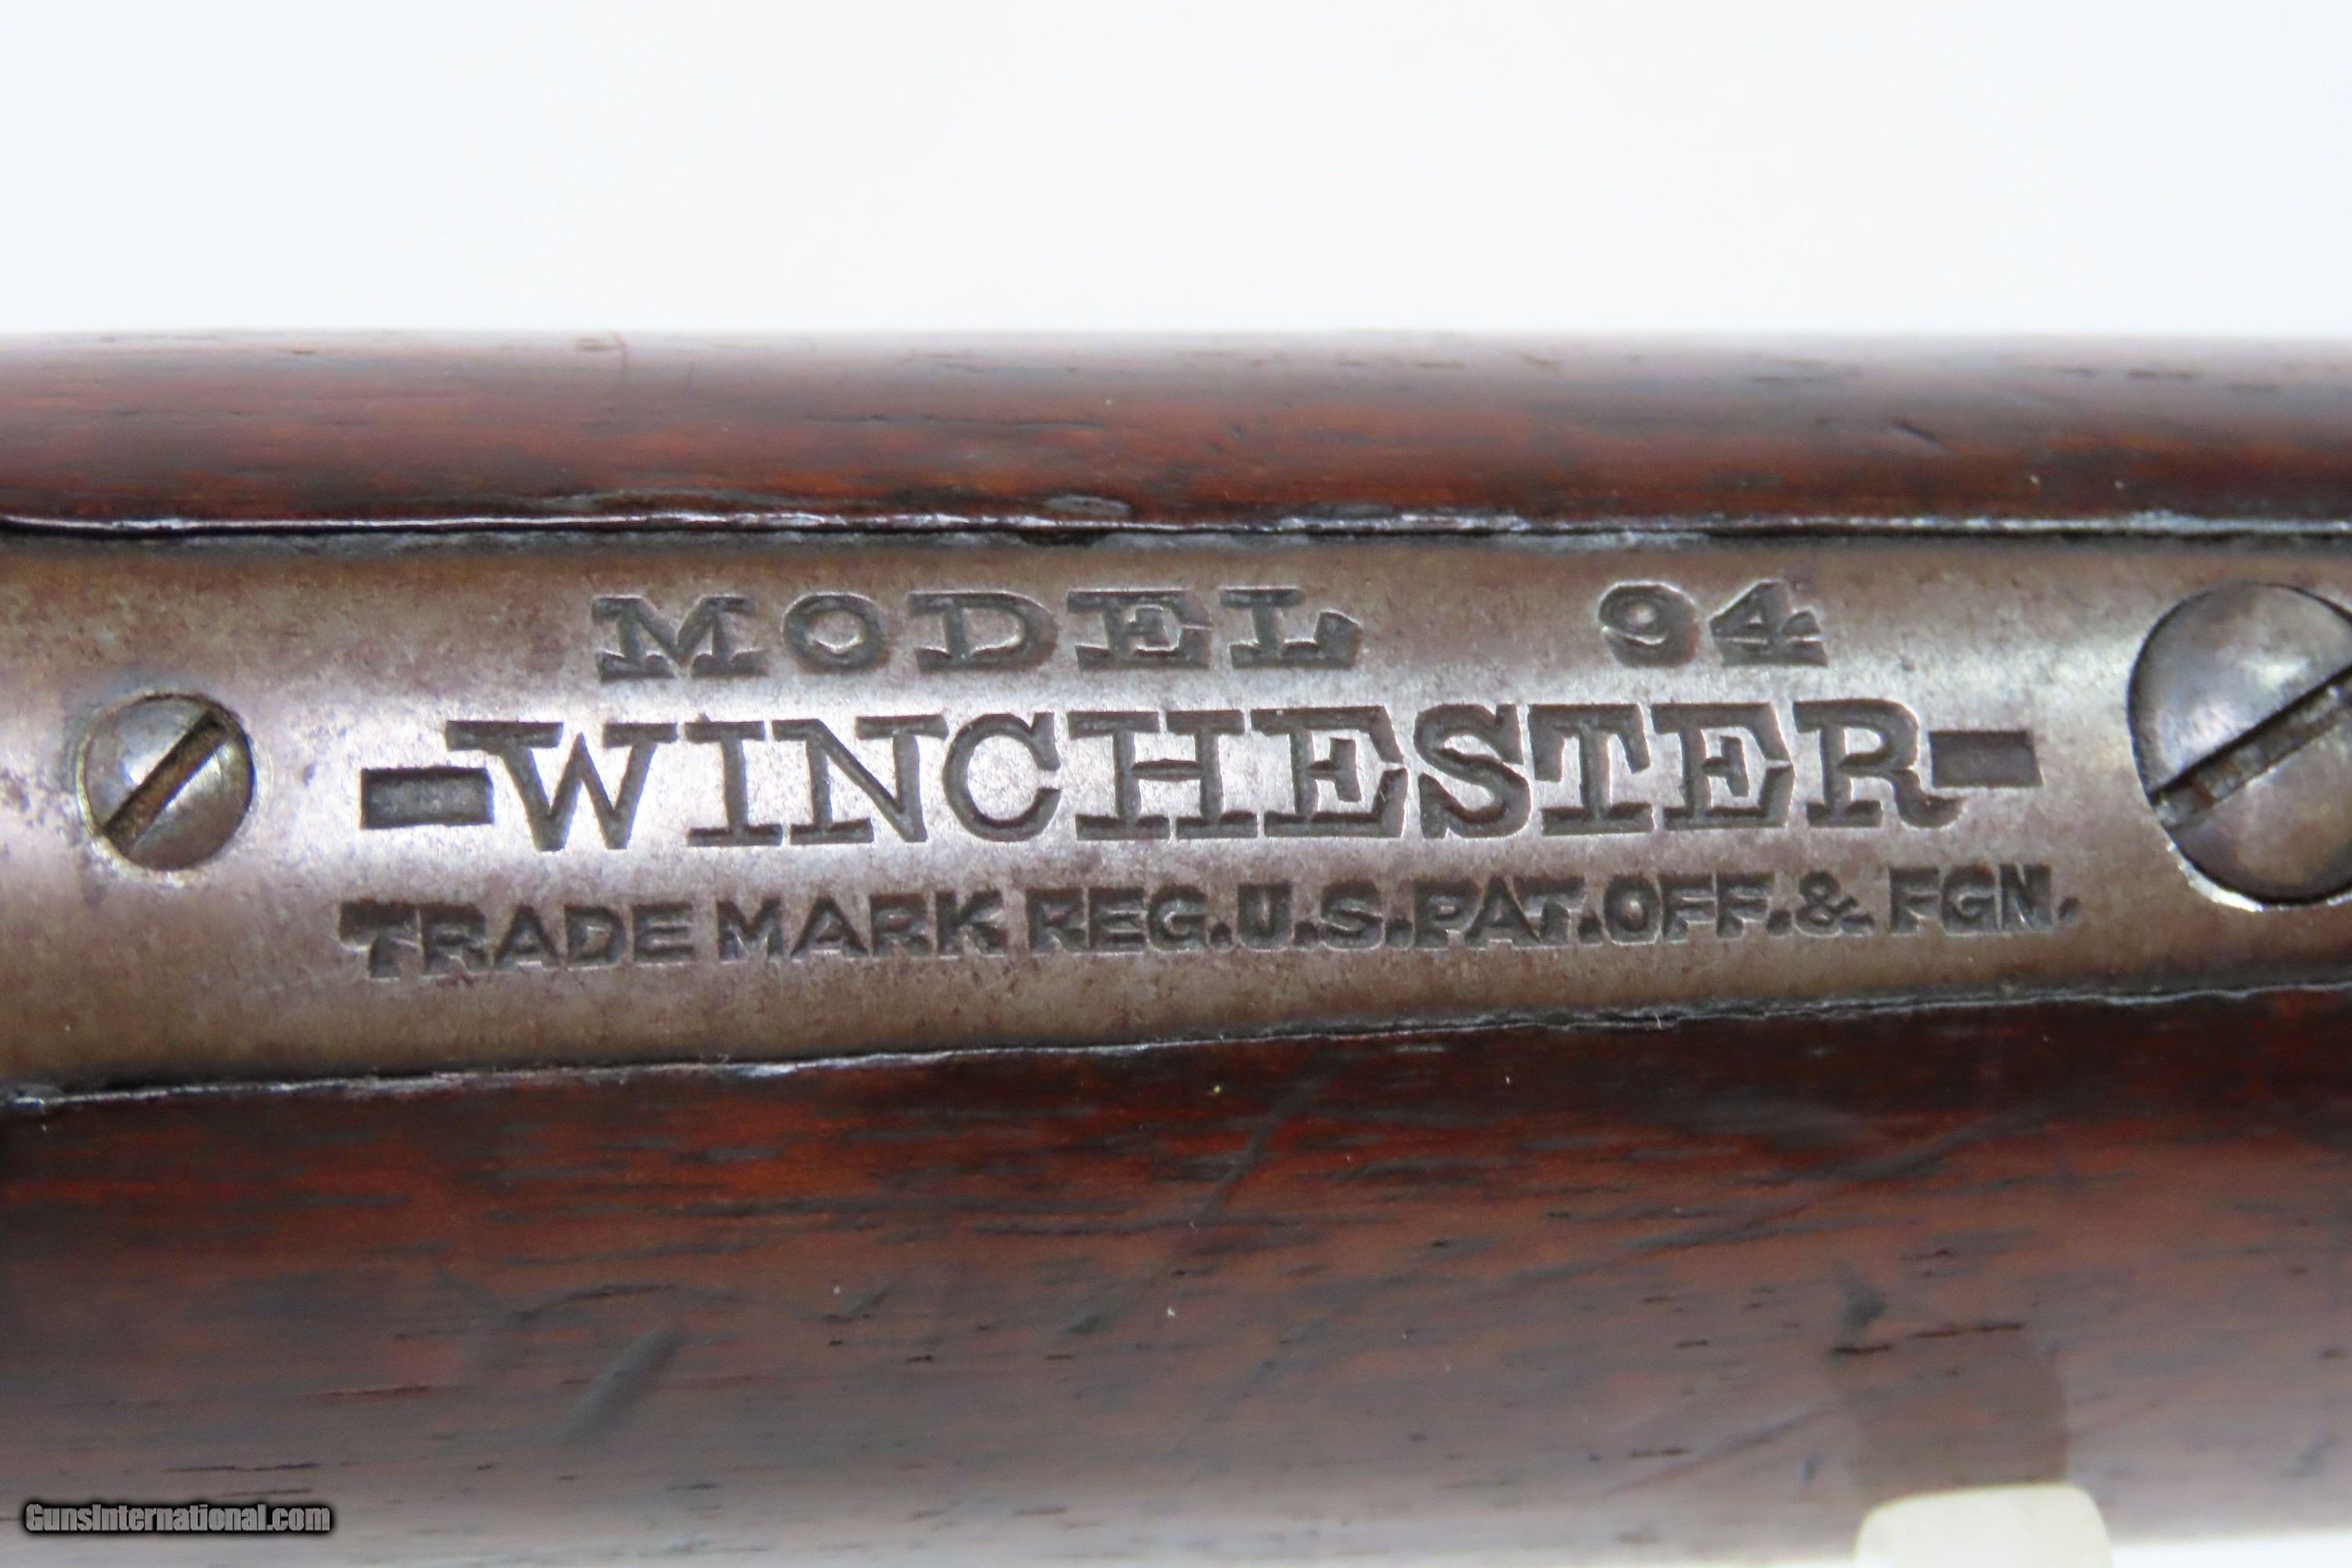 MODEL 94
-WINCHESTER-
TRADE MARK REG. U.S. PAT. OFF. & FGN.
GunsInternational.com